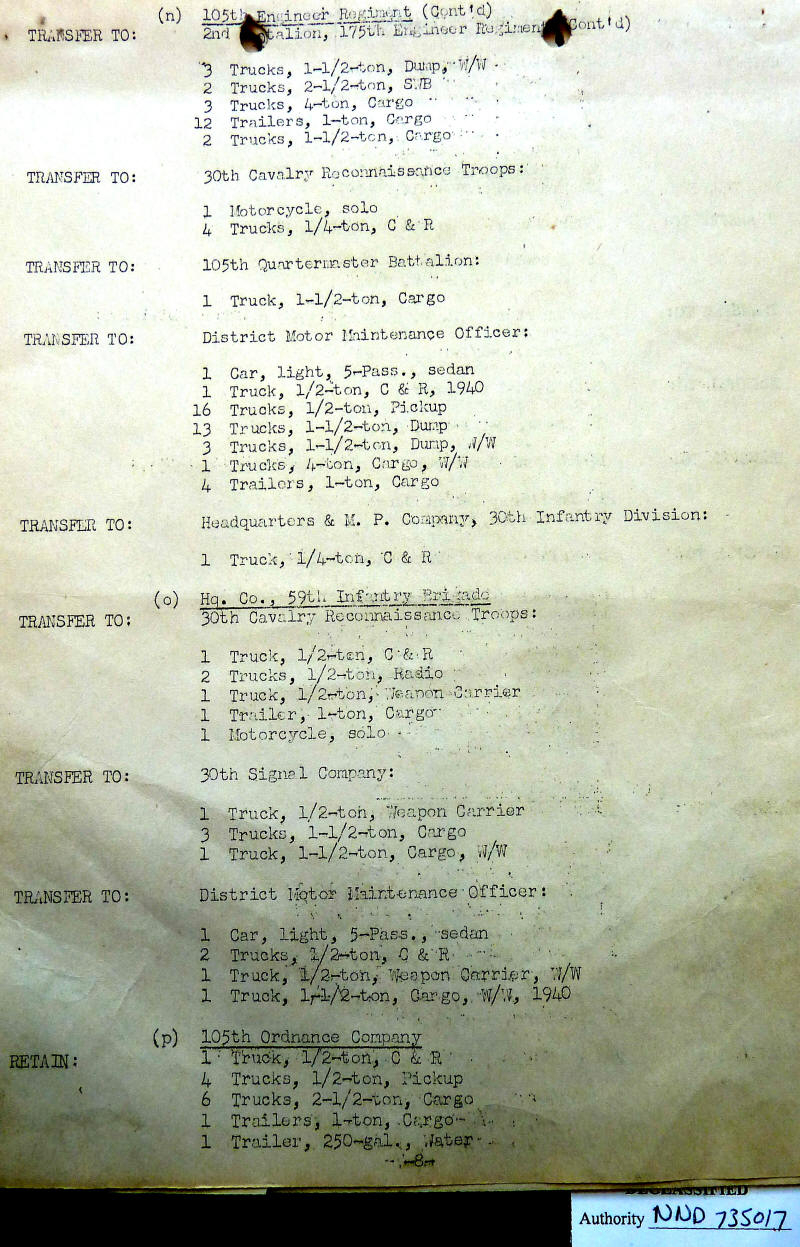 (n) 105th Engineer Regiment (Cont'd)
TRANSFER TO: 2nd Battalion, 175th Engineer Regiment (Cont'd)
3 Trucks, 1-1/2-ton, Dump, W/W
2 Trucks, 2-1/2-ton, SWB
3 Trucks, 4-ton, Cargo
12 Trailers, 1-ton, Cargo
2 Trucks, 1-1/2-ton, Cargo
TRANSFER TO: 30th Cavalry Reconnaissance Troops:
1 Motorcycle, solo
4 Trucks, 1/4-ton, C & R
TRANSFER TO: 105th Quartermaster Battalion:
1 Truck, 1-1/2-ton, Cargo
TRANSFER TO: District Motor Maintenance Officer:
1 Car, light, 5-Pass., sedan
1 Truck, 1/2-ton, C & R, 1940
16 Trucks, 1/2-ton, Pickup
13 Trucks, 1-1/2-ton, Dump
3 Trucks, 1-1/2-ton, Dump, W/W
1 Trucks, 4-ton, Cargo, W/W
4 Trailers, 1-ton, Cargo
TRANSFER TO: Headquarters & M. P. Company, 30th Infantry Division:
1 Truck, 1/4-ton, C & R
(o) Hq. Co., 59th Infantry Brigade
TRANSFER TO: 30th Cavalry Reconnaissance Troops:
1 Truck, 1/2-ton, C & R
2 Trucks, 1/2-ton, Radio
1 Truck, 1/2-ton, Weapon Carrier
1 Trailer, 1-ton, Cargo
1 Motorcycle, solo
TRANSFER TO: 30th Signal Company:
1 Truck, 1/2-ton, Weapon Carrier
3 Trucks, 1-1/2-ton, Cargo
1 Truck, 1-1/2-ton, Cargo, W/W
TRANSFER TO: District Motor Maintenance Officer:
1 Car, light, 5-Pass., sedan
2 Trucks, 1/2-ton, C & R
1 Truck, 1/2-ton, Weapon Carrier, W/W
1 Truck, 1-1/2-ton, Cargo, W/W, 1940
(p) 105th Ordnance Company
RETAIN: 1 Truck, 1/2-ton, C & R
4 Trucks, 1/2-ton, Pickup
6 Trucks, 2-1/2-ton, Cargo
1 Trailers, 1-ton, Cargo
1 Trailer, 250-gal., Water
-8-
DECLASSIFIED
Authority NND 735017